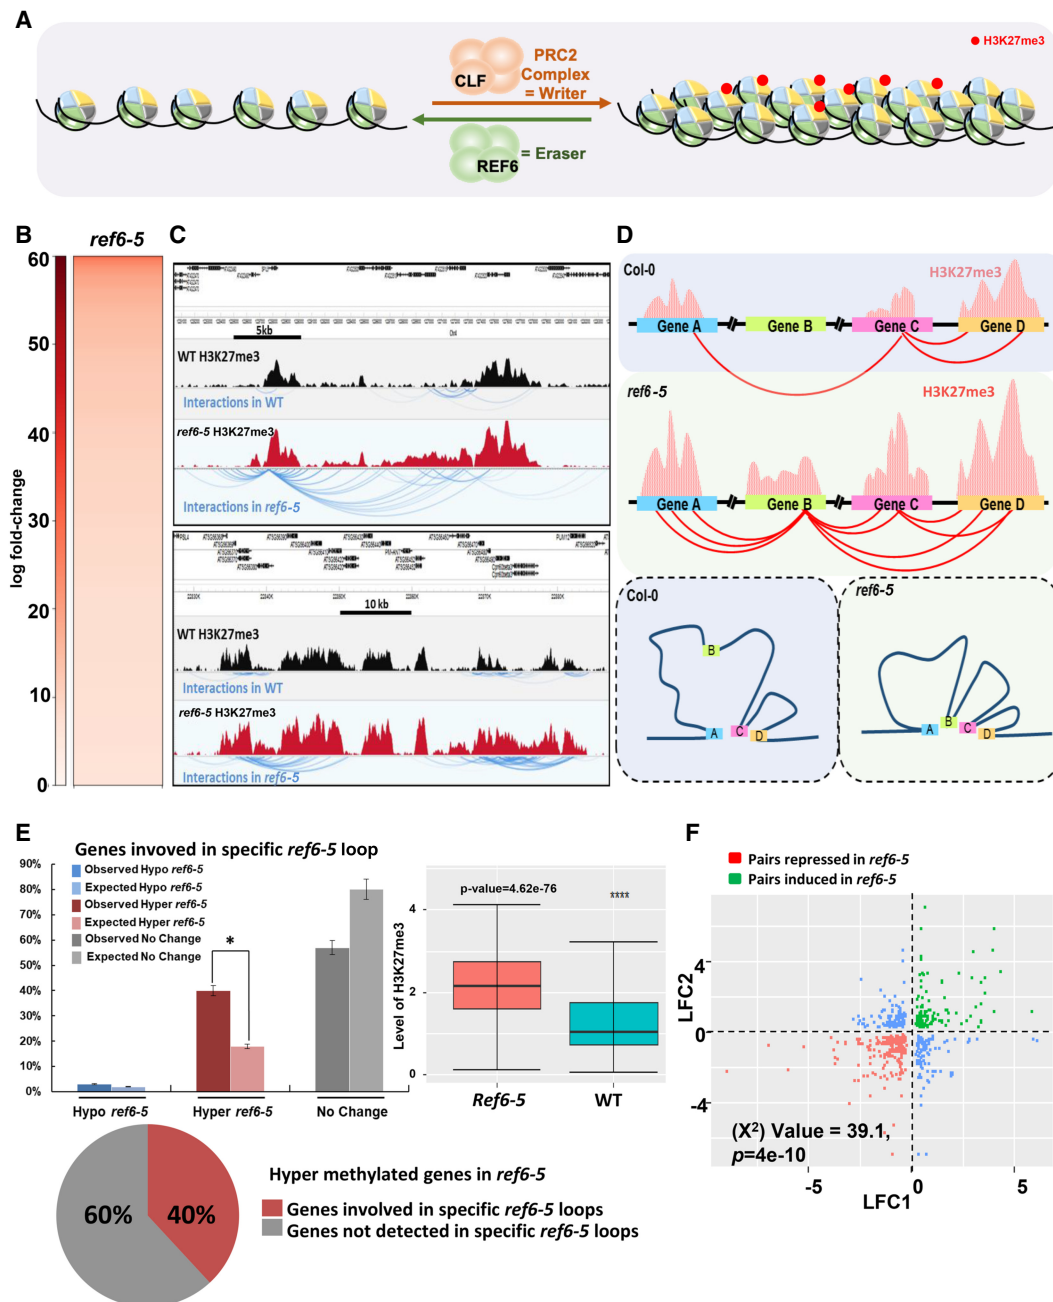 A
H3K27me3
PRC2
Complex
= Writer
CLF
REF6
= Eraser
B
ref6-5
log fold-change
60
50
40
30
20
10
0
C
5kb
WT H3K27me3
Interactions in WT
ref6-5 H3K27me3
Interactions in ref6-5
10 kb
WT H3K27me3
Interactions in WT
ref6-5 H3K27me3
Interactions in ref6-5
D
Col-0
H3K27me3
Gene A
Gene B
Gene C
Gene D
ref6-5
H3K27me3
Gene A
Gene B
Gene C
Gene D
Col-0
B
A
C
D
ref6-5
A
B
C
D
E
Genes invoved in specific ref6-5 loop
90%
80%
70%
60%
50%
40%
30%
20%
10%
0%
Observed Hypo ref6-5
Expected Hypo ref6-5
Observed Hyper ref6-5
Expected Hyper ref6-5
Observed No Change
Expected No Change
*
Hypo ref6-5
Hyper ref6-5
No Change
p-value=4.62e-76
****
Level of H3K27me3
4
2
0
Ref6-5
WT
60%
40%
Hyper methylated genes in ref6-5
Genes involved in specific ref6-5 loops
Genes not detected in specific ref6-5 loops
F
Pairs repressed in ref6-5
Pairs induced in ref6-5
LFC2
4
0
-4
(X²) Value = 39.1,
p=4e-10
-5
0
5
LFC1